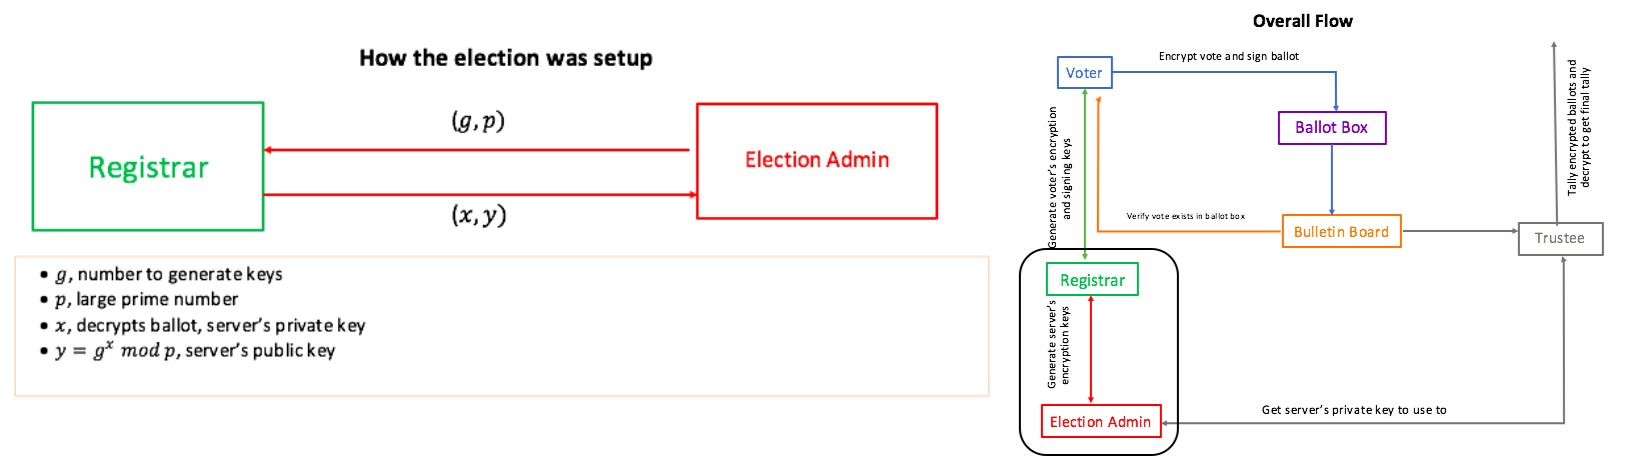 How the election was setup
Registrar
(g, p)
(x, y)
Election Admin
• g, number to generate keys
• p, large prime number
• x, decrypts ballot, server's private key
• y = gˣ mod p, server's public key
Overall Flow
Voter
Encrypt vote and sign ballot
Ballot Box
Generate voter's encryption
and signing keys
Verify vote exists in ballot box
Bulletin Board
Trustee
Tally encrypted ballots and
decrypt to get final tally
Registrar
Generate server's
encryption keys
Election Admin
Get server's private key to use to